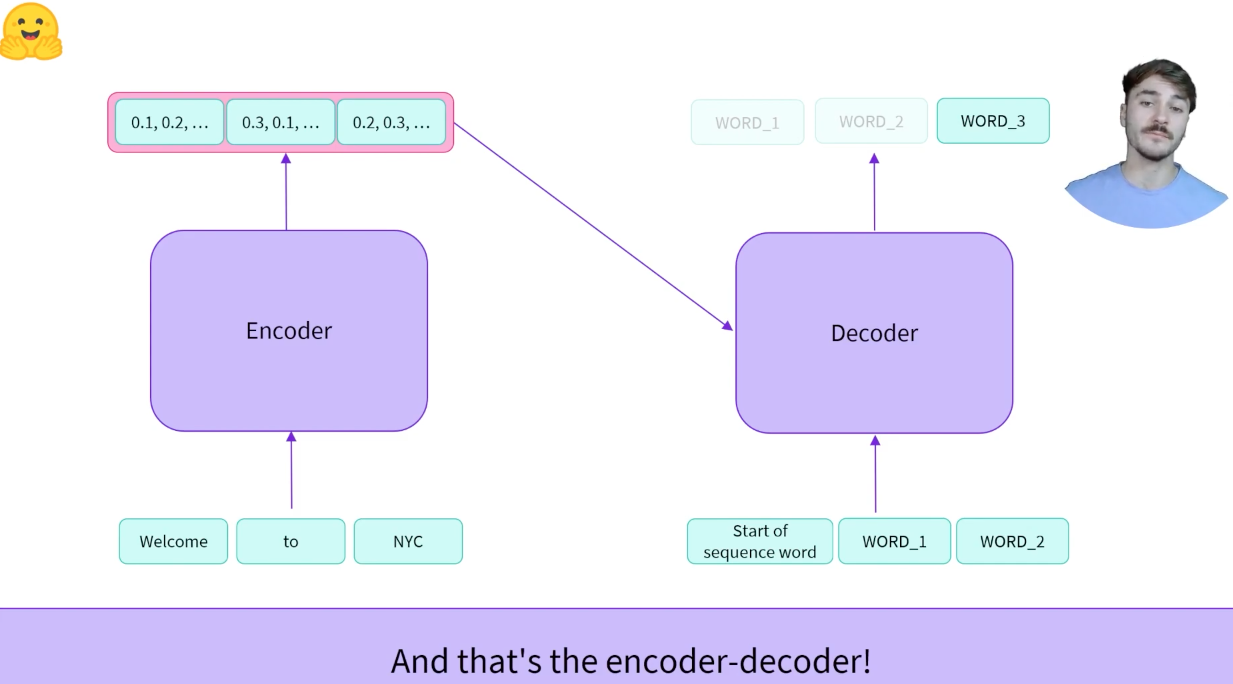 0.1, 0.2, …
0.3, 0.1, …
0.2, 0.3, …
WORD_1
WORD_2
WORD_3
Encoder
Decoder
Welcome
to
NYC
Start of
sequence word
WORD_1
WORD_2
And that's the encoder-decoder!